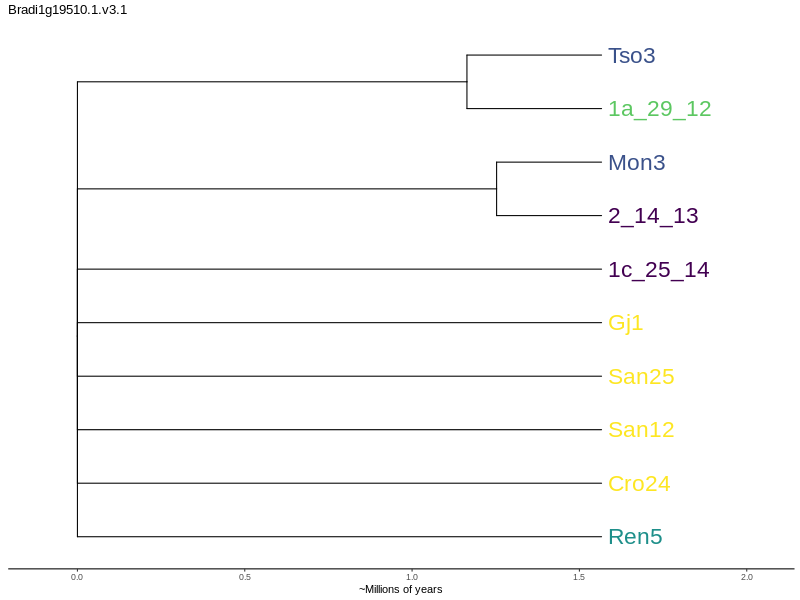 Bradi1g19510.1.v3.1
Tso3
1a_29_12
Mon3
2_14_13
1c_25_14
Gj1
San25
San12
Cro24
Ren5
0.0 0.5 1.0 1.5 2.0
~Millions of years